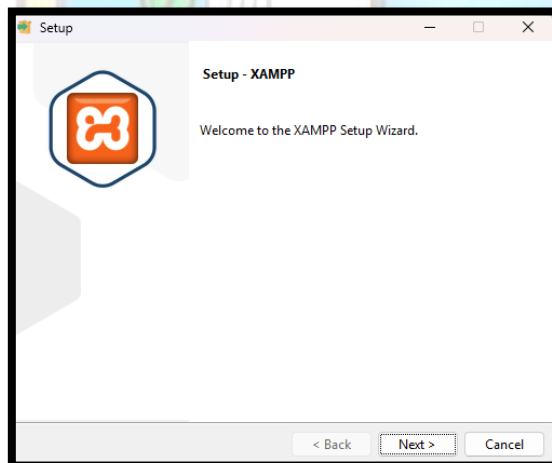 Setup
Setup - XAMPP
Welcome to the XAMPP Setup Wizard.
< Back
Next >
Cancel